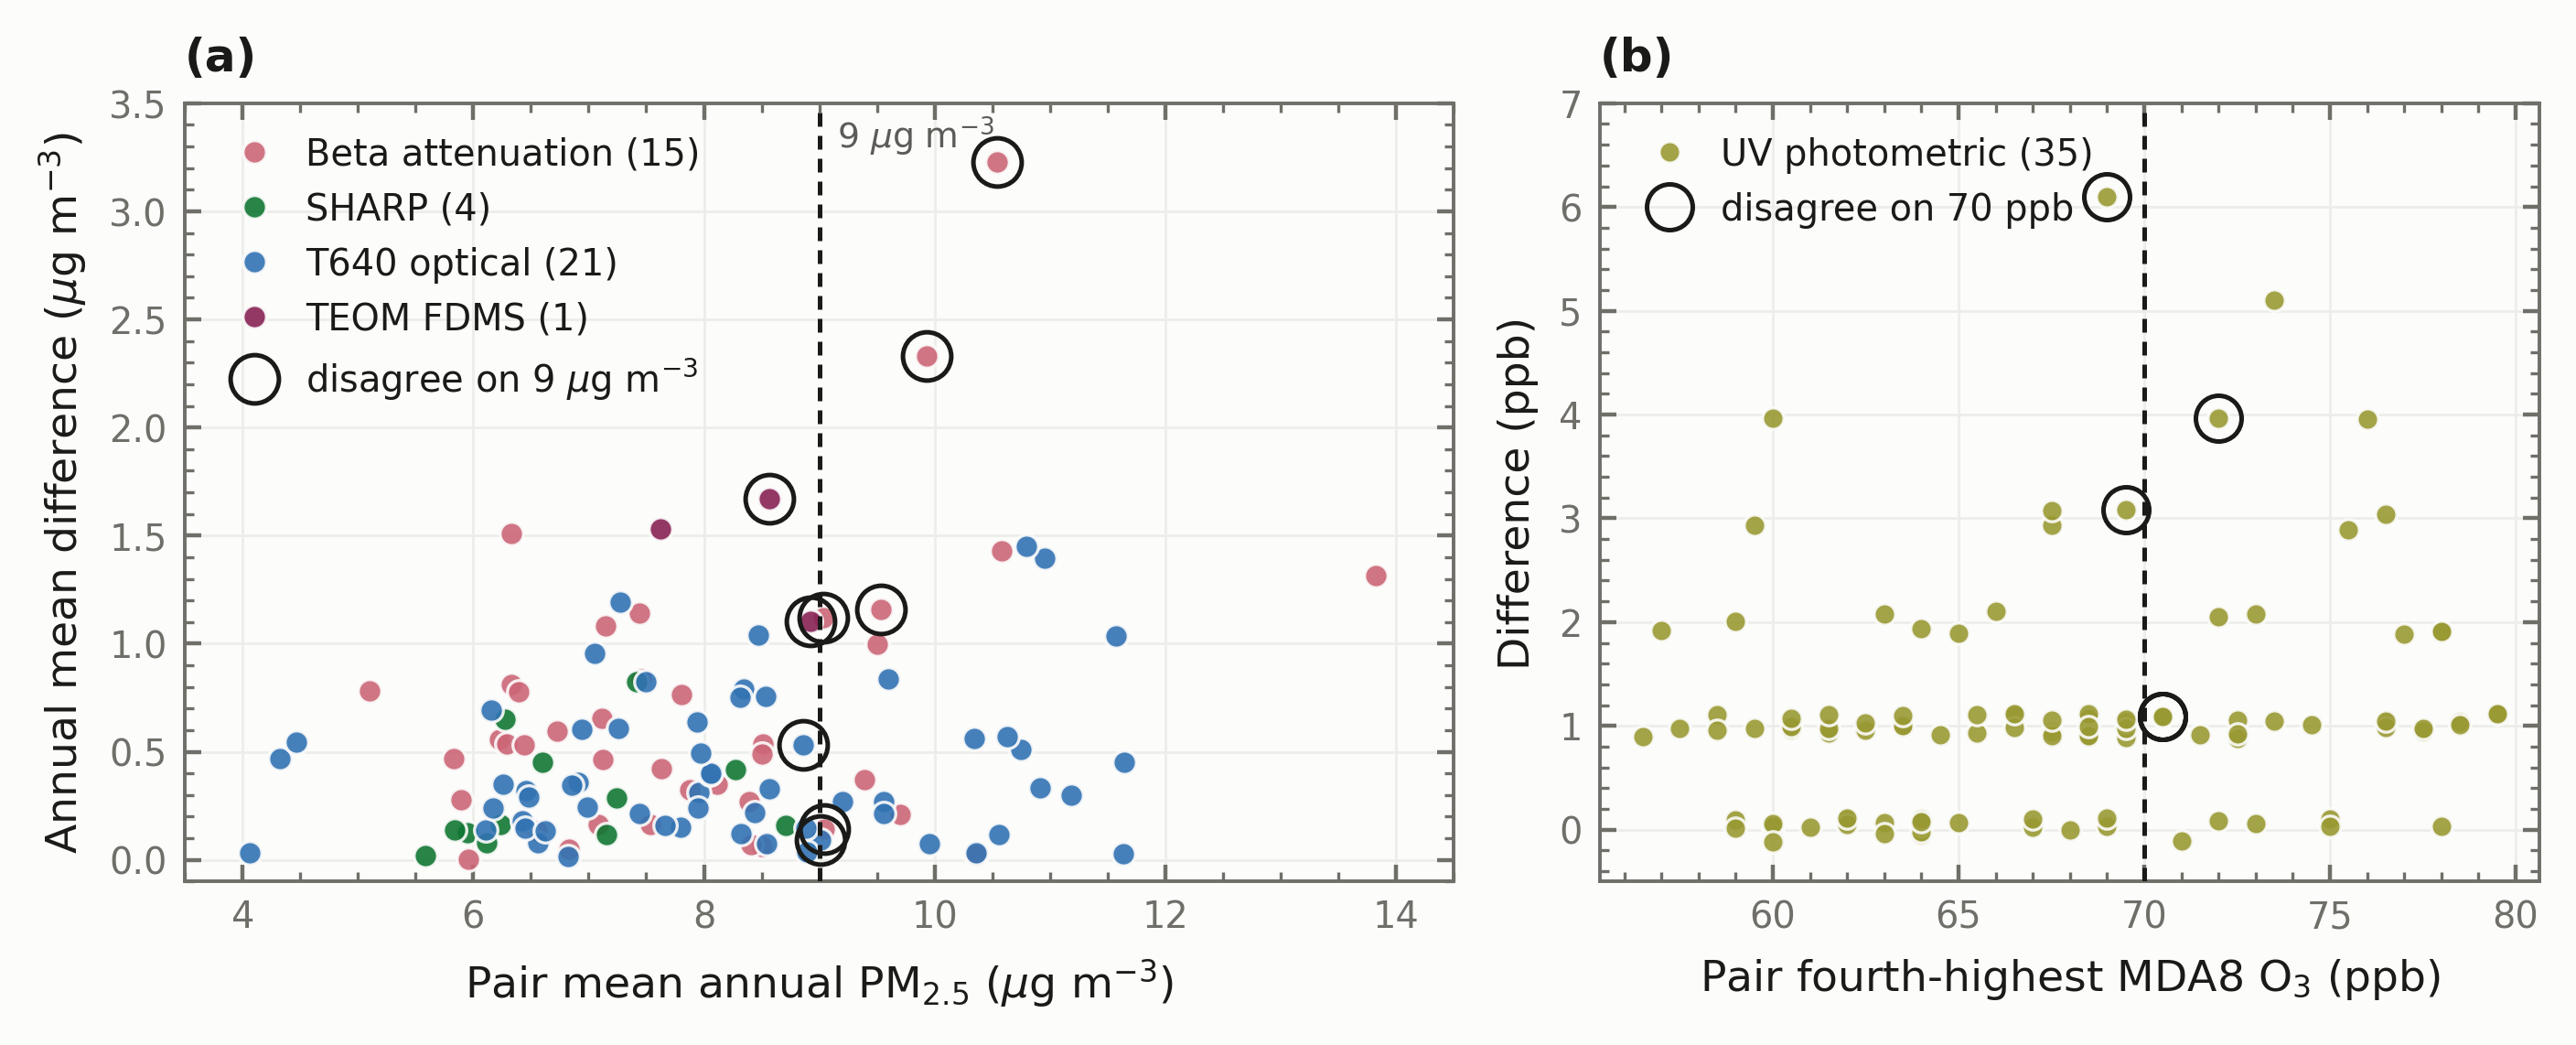 (a)
3.5
3.0
2.5
2.0
1.5
1.0
0.5
0.0
Annual mean difference (μg m⁻³)
9 μg m⁻³
Beta attenuation (15)
SHARP (4)
T640 optical (21)
TEOM FDMS (1)
disagree on 9 μg m⁻³
4 6 8 10 12 14
Pair mean annual PM₂.₅ (μg m⁻³)
(b)
7
6
5
4
3
2
1
0
Difference (ppb)
UV photometric (35)
disagree on 70 ppb
60 65 70 75 80
Pair fourth-highest MDA8 O₃ (ppb)